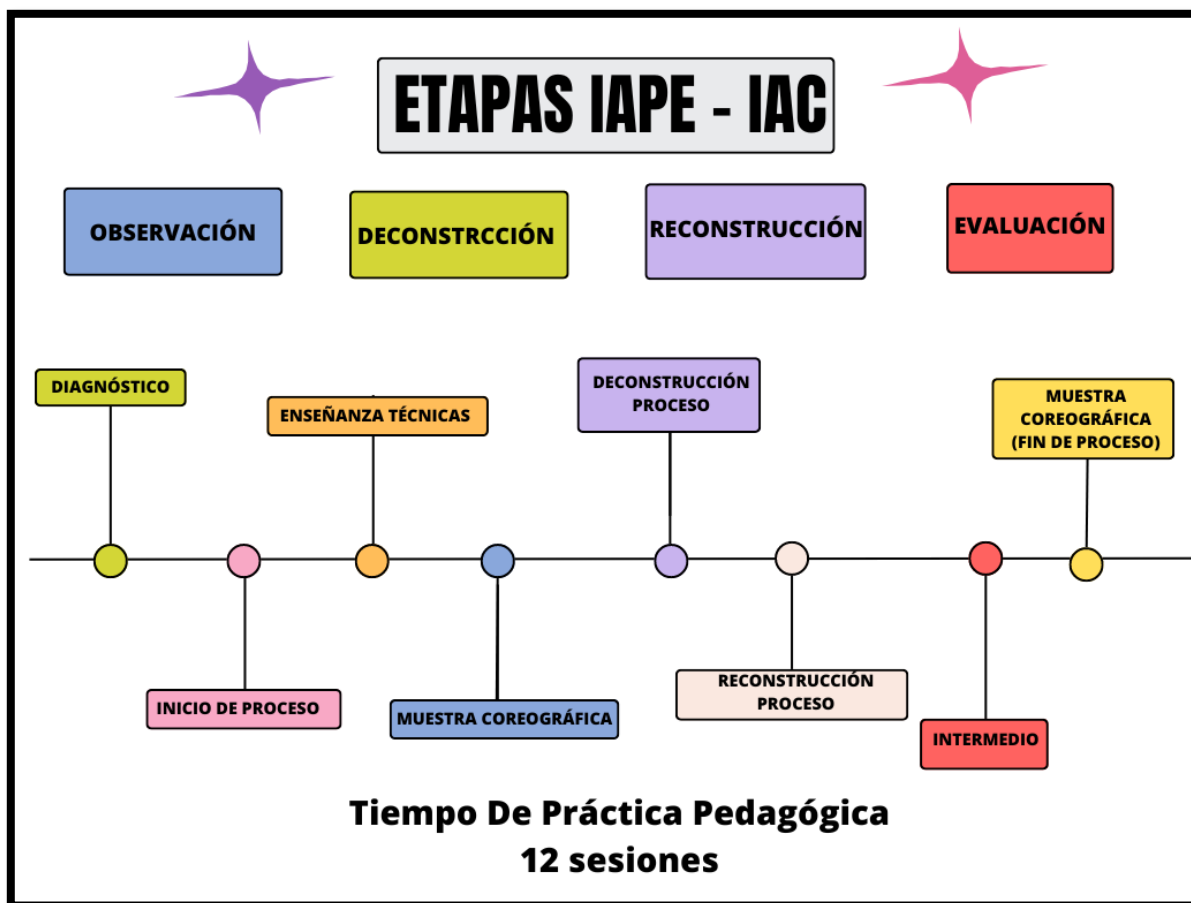 ETAPAS IAPE - IAC
OBSERVACIÓN
DECONSTRCCIÓN
RECONSTRUCCIÓN
EVALUACIÓN
DIAGNÓSTICO
ENSEÑANZA TÉCNICAS
DECONSTRUCCIÓN
PROCESO
MUESTRA
COREOGRÁFICA
(FIN DE PROCESO)
INICIO DE PROCESO
MUESTRA COREOGRÁFICA
RECONSTRUCCIÓN
PROCESO
INTERMEDIO
Tiempo De Práctica Pedagógica
12 sesiones